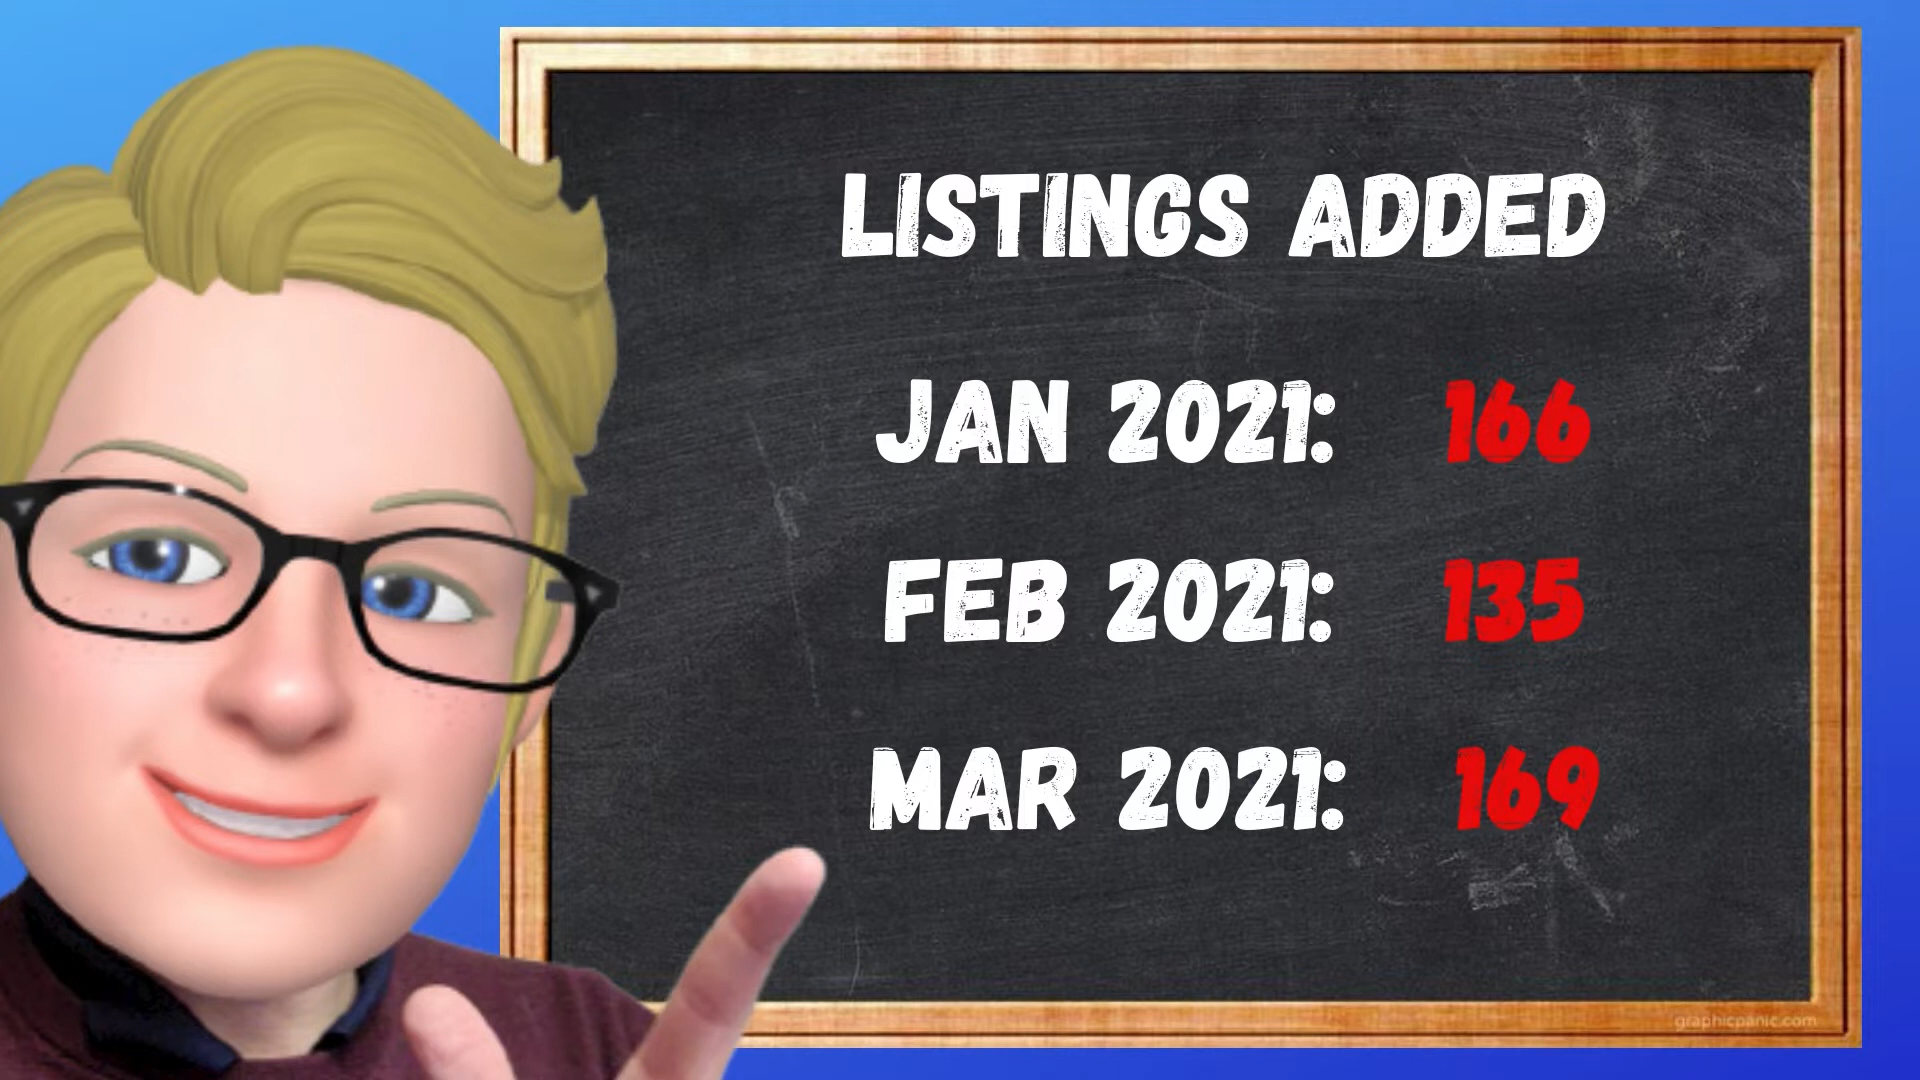 LISTINGS ADDED
JAN 2021: 166
FEB 2021: 135
MAR 2021: 169
graphicpanic.com